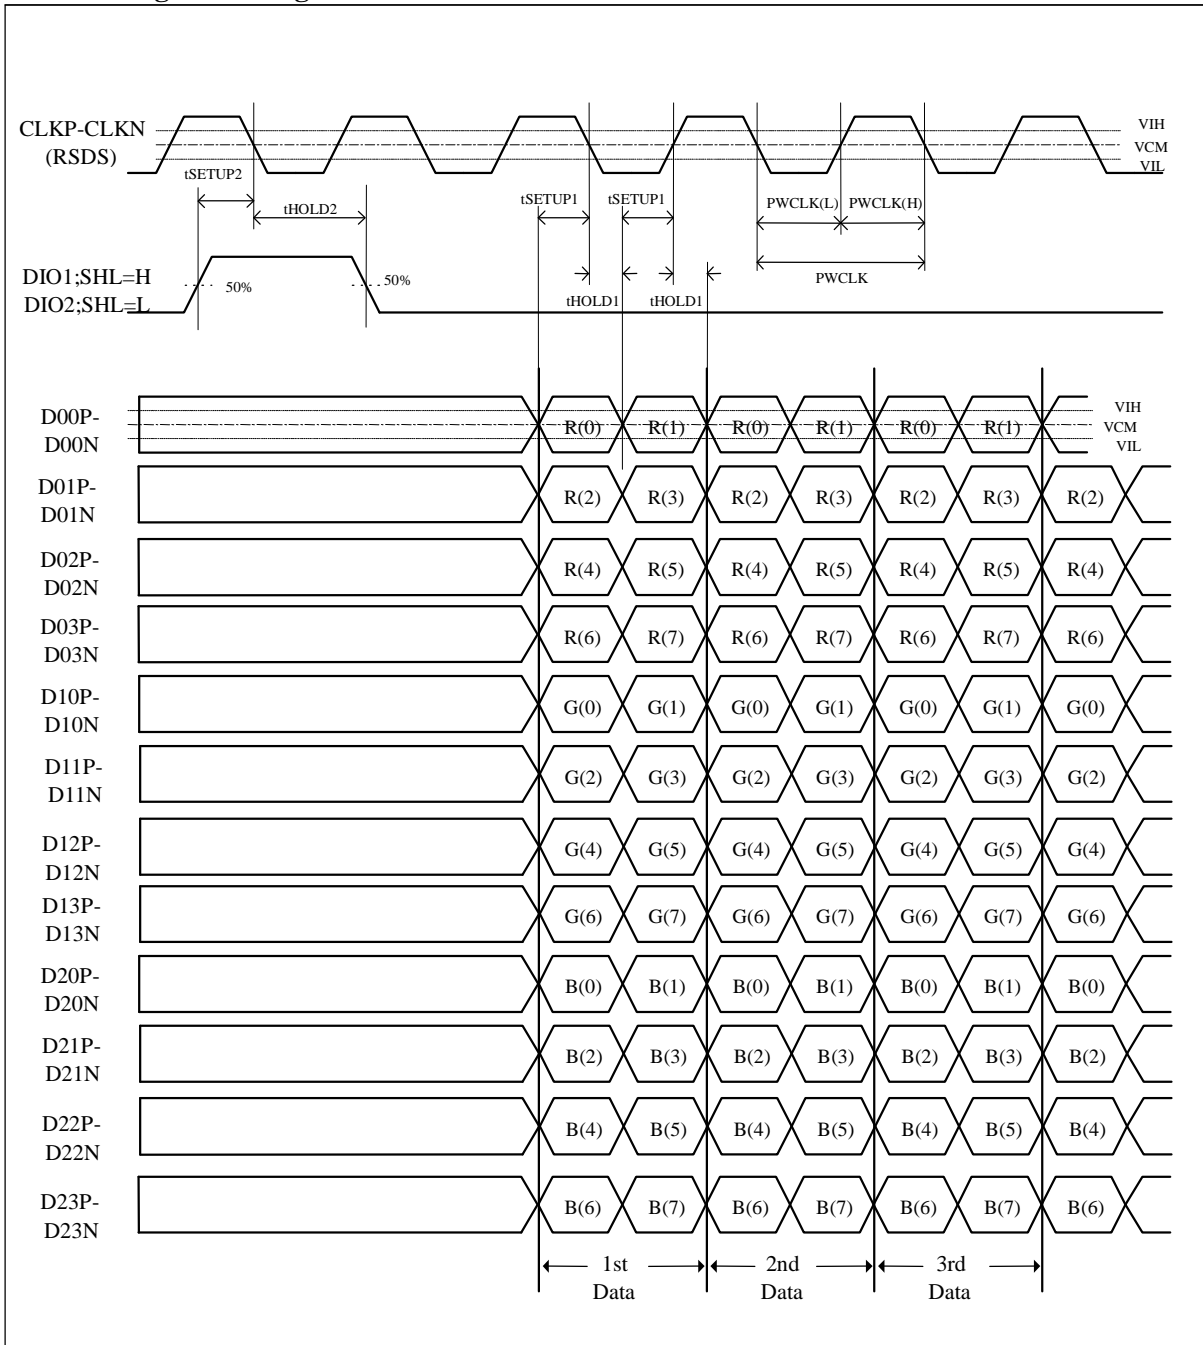 CLKP-CLKN
(RSDS)
VIH
VCM
VIL
tSETUP2
tHOLD2
tSETUP1
tSETUP1
PWCLK(L)
PWCLK(H)
PWCLK
tHOLD1
tHOLD1
DIO1;SHL=H
DIO2;SHL=L
50%
50%
D00P-
D00N
R(0) R(1) R(0) R(1) R(0) R(1)
VIH
VCM
VIL
D01P-
D01N
R(2) R(3) R(2) R(3) R(2) R(3) R(2)
D02P-
D02N
R(4) R(5) R(4) R(5) R(4) R(5) R(4)
D03P-
D03N
R(6) R(7) R(6) R(7) R(6) R(7) R(6)
D10P-
D10N
G(0) G(1) G(0) G(1) G(0) G(1) G(0)
D11P-
D11N
G(2) G(3) G(2) G(3) G(2) G(3) G(2)
D12P-
D12N
G(4) G(5) G(4) G(5) G(4) G(5) G(4)
D13P-
D13N
G(6) G(7) G(6) G(7) G(6) G(7) G(6)
D20P-
D20N
B(0) B(1) B(0) B(1) B(0) B(1) B(0)
D21P-
D21N
B(2) B(3) B(2) B(3) B(2) B(3) B(2)
D22P-
D22N
B(4) B(5) B(4) B(5) B(4) B(5) B(4)
D23P-
D23N
B(6) B(7) B(6) B(7) B(6) B(7) B(6)
1st
Data
2nd
Data
3rd
Data